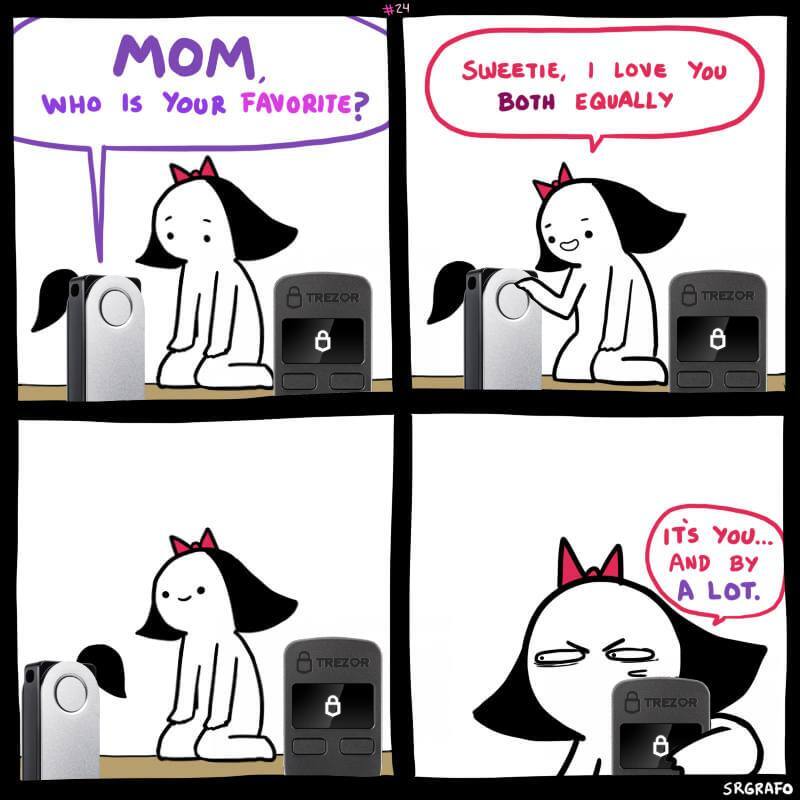 #24
MOM,
WHO IS YOUR FAVORITE?
TREZOR
SWEETIE, I LOVE YOU
BOTH EQUALLY
TREZOR
TREZOR
IT'S YOU...
AND BY
A LOT.
TREZOR
SRGRAFO